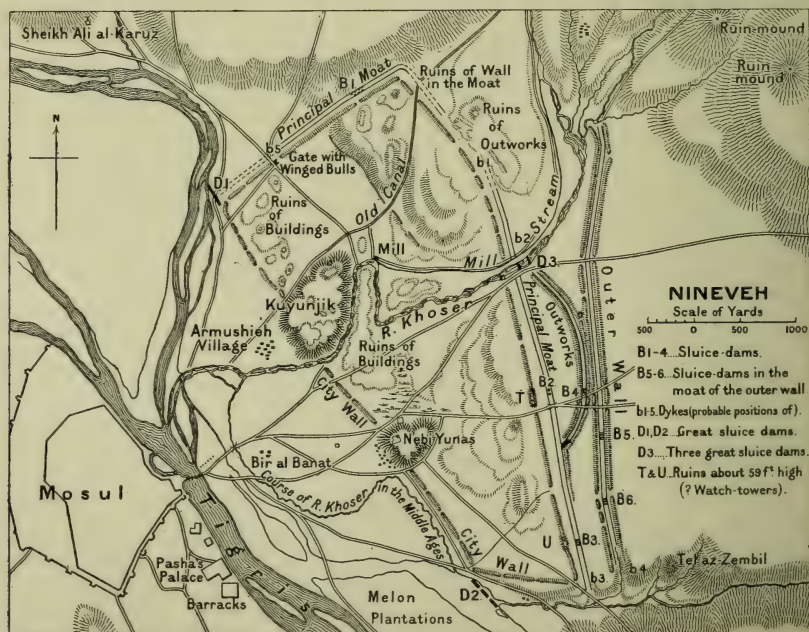 Sheikh Ali al-Karuz
Ruin-mound
Ruin
mound
Principal B1 Moat
Ruins of Wall
in the Moat
Ruins
of
Outworks
N
b5
Gate with
Winged Bulls
b1
D1
Ruins
of
Buildings
Old Canal
Mill
Mill Stream
b2
D3.
Kuyunjik
R. Khoser
Armushieh
Village
Ruins of
Buildings
Principal Moat
Outworks
Outer Wall
NINEVEH
Scale of Yards
500 0 500 1000
B1-4...Sluice-dams.
B5-6...Sluice-dams in the
moat of the outer wall
b1-5.Dykes(probable positions of).
D1,D2...Great sluice dams.
D3...Three great sluice dams.
T & U...Ruins about 59ft high
(? Watch-towers).
City Wall
T
B2
B4
B5.
Nebi Yunas
Bir al Banat
Course of R. Khoser
in the Middle Ages
Mosul
Tigris
B6.
U
B3.
City
Wall
b3.
b4
Tel az-Zembil
Pasha's
Palace
Barracks
Melon
Plantations
D2.